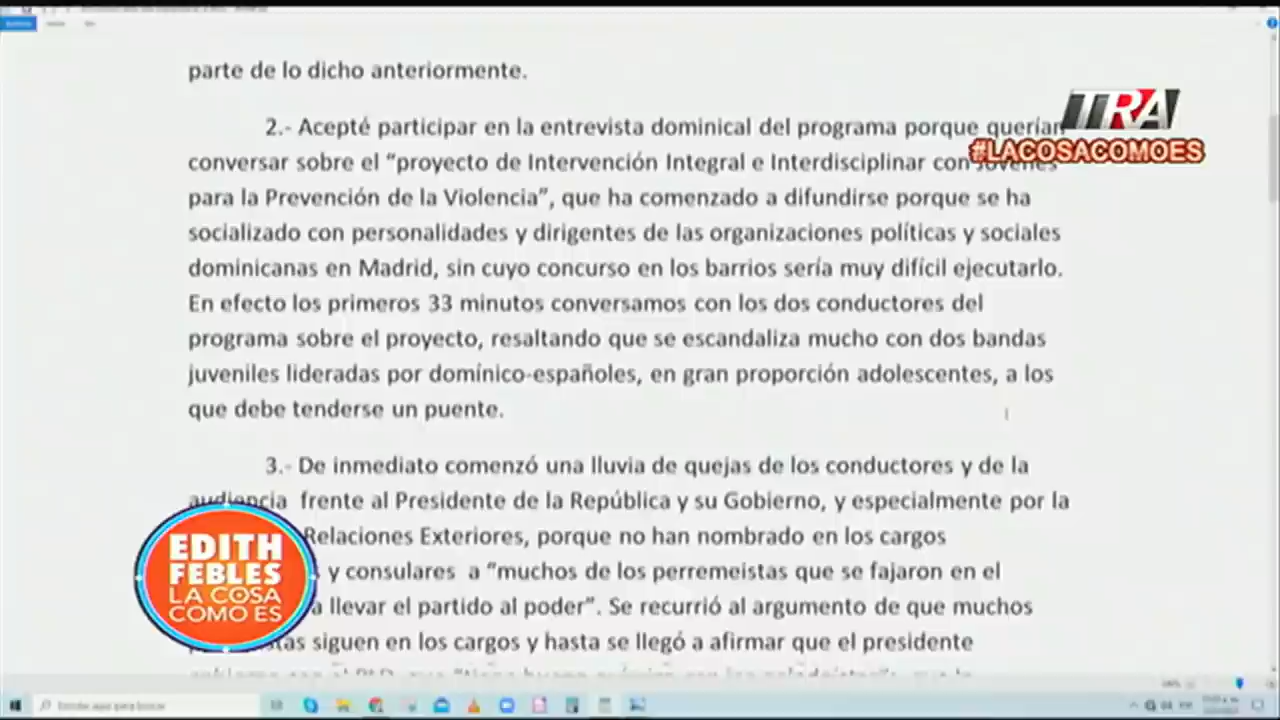 parte de lo dicho anteriormente.
2.- Acepté participar en la entrevista dominical del programa porque querían
conversar sobre el “proyecto de Intervención Integral e Interdisciplinar con Jóvenes
para la Prevención de la Violencia”, que ha comenzado a difundirse porque se ha
socializado con personalidades y dirigentes de las organizaciones políticas y sociales
dominicanas en Madrid, sin cuyo concurso en los barrios sería muy difícil ejecutarlo.
En efecto los primeros 33 minutos conversamos con los dos conductores del
programa sobre el proyecto, resaltando que se escandaliza mucho con dos bandas
juveniles lideradas por domínico-españoles, en gran proporción adolescentes, a los
que debe tenderse un puente.
3.- De inmediato comenzó una lluvia de quejas de los conductores y de la
audiencia frente al Presidente de la República y su Gobierno, y especialmente por la
Relaciones Exteriores, porque no han nombrado en los cargos
y consulares a “muchos de los perremeistas que se fajaron en el
llevar el partido al poder”. Se recurrió al argumento de que muchos
siguen en los cargos y hasta se llegó a afirmar que el presidente
TRA
#LACOSACOMOES
EDITH
FEBLES
LA COSA
COMO ES